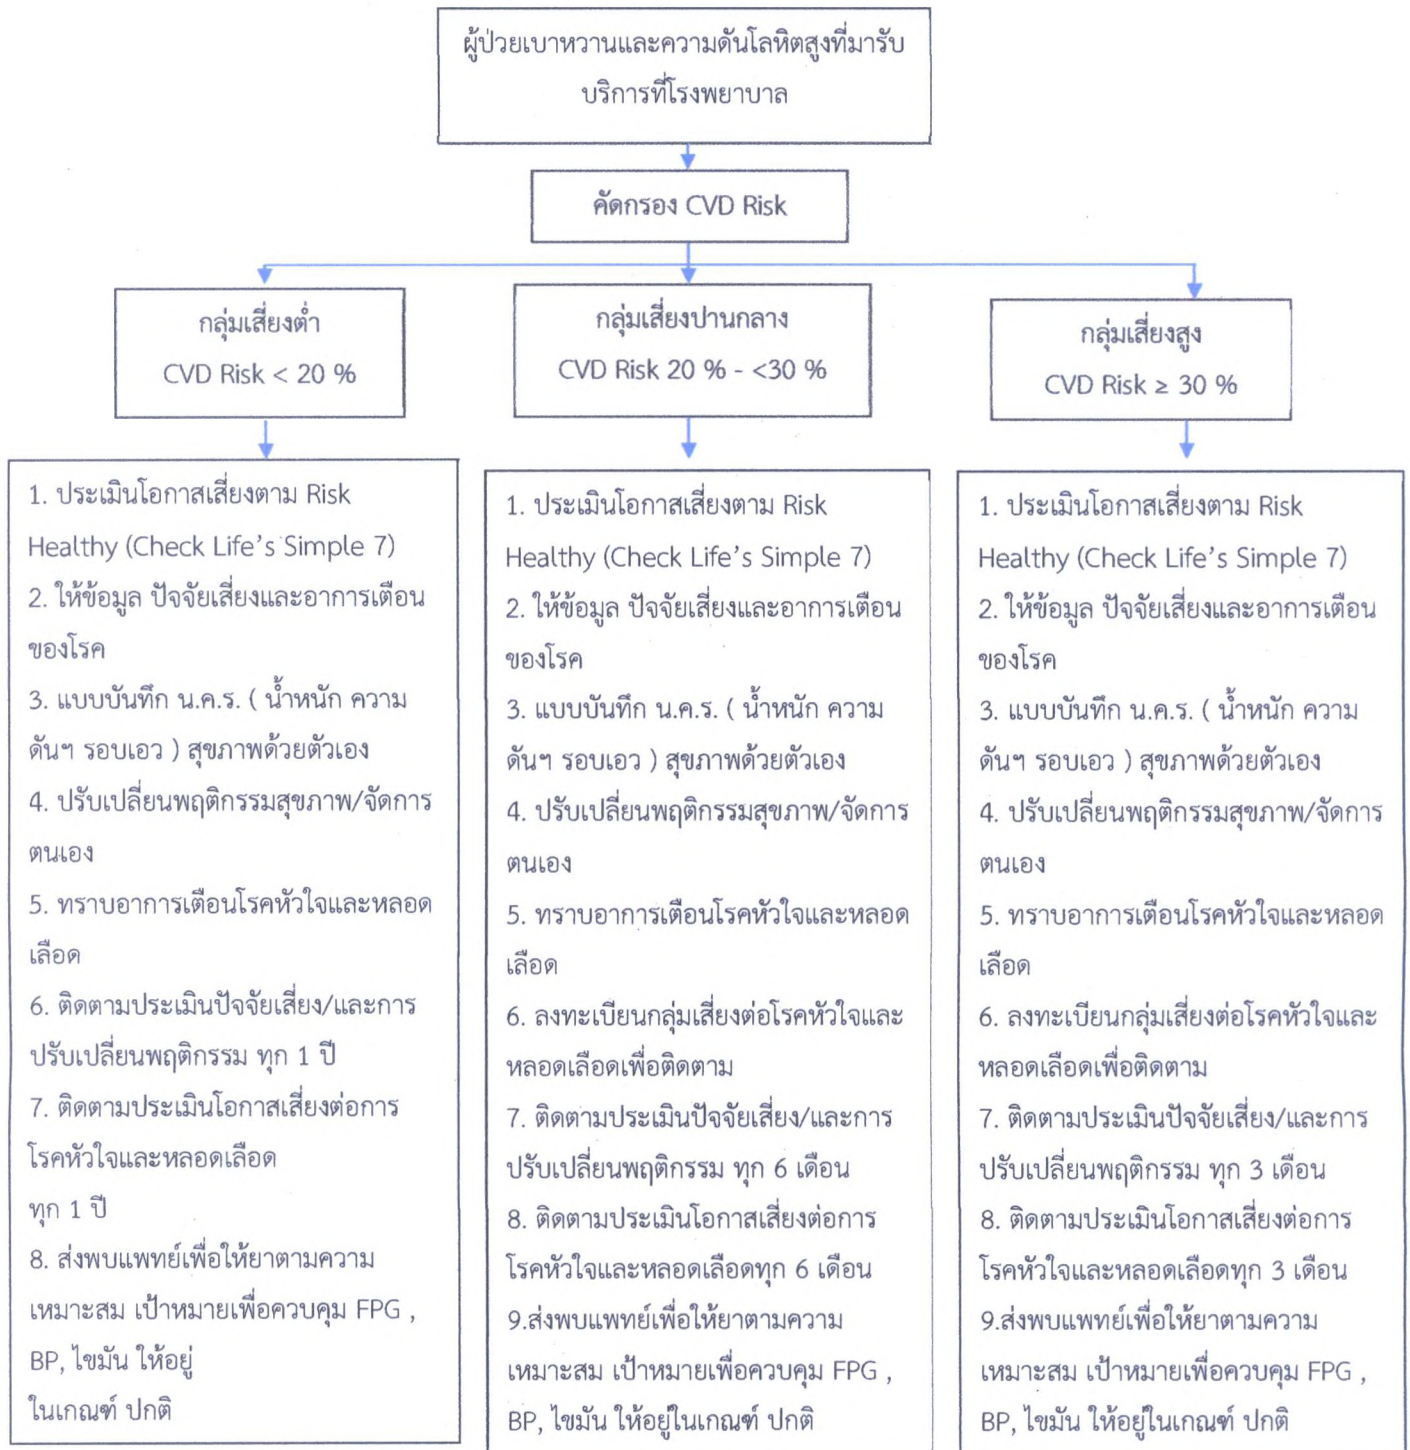 ผู้ป่วยเบาหวานและความดันโลหิตสูงที่มารับ
บริการที่โรงพยาบาล
คัดกรอง CVD Risk
กลุ่มเสี่ยงต่ำ
CVD Risk < 20 %
กลุ่มเสี่ยงปานกลาง
CVD Risk 20 % - <30 %
กลุ่มเสี่ยงสูง
CVD Risk ≥ 30 %
1. ประเมินโอกาสเสี่ยงตาม Risk
Healthy (Check Life’s Simple 7)
2. ให้ข้อมูล ปัจจัยเสี่ยงและอาการเตือน
ของโรค
3. แบบบันทึก น.ค.ร. ( น้ำหนัก ความ
ดันฯ รอบเอว ) สุขภาพด้วยตัวเอง
4. ปรับเปลี่ยนพฤติกรรมสุขภาพ/จัดการ
ตนเอง
5. ทราบอาการเตือนโรคหัวใจและหลอด
เลือด
6. ติดตามประเมินปัจจัยเสี่ยง/และการ
ปรับเปลี่ยนพฤติกรรม ทุก 1 ปี
7. ติดตามประเมินโอกาสเสี่ยงต่อการ
โรคหัวใจและหลอดเลือด
ทุก 1 ปี
8. ส่งพบแพทย์เพื่อให้ยาตามความ
เหมาะสม เป้าหมายเพื่อควบคุม FPG ,
BP, ไขมัน ให้อยู่
ในเกณฑ์ ปกติ
1. ประเมินโอกาสเสี่ยงตาม Risk
Healthy (Check Life’s Simple 7)
2. ให้ข้อมูล ปัจจัยเสี่ยงและอาการเตือน
ของโรค
3. แบบบันทึก น.ค.ร. ( น้ำหนัก ความ
ดันฯ รอบเอว ) สุขภาพด้วยตัวเอง
4. ปรับเปลี่ยนพฤติกรรมสุขภาพ/จัดการ
ตนเอง
5. ทราบอาการเตือนโรคหัวใจและหลอด
เลือด
6. ลงทะเบียนกลุ่มเสี่ยงต่อโรคหัวใจและ
หลอดเลือดเพื่อติดตาม
7. ติดตามประเมินปัจจัยเสี่ยง/และการ
ปรับเปลี่ยนพฤติกรรม ทุก 6 เดือน
8. ติดตามประเมินโอกาสเสี่ยงต่อการ
โรคหัวใจและหลอดเลือดทุก 6 เดือน
9.ส่งพบแพทย์เพื่อให้ยาตามความ
เหมาะสม เป้าหมายเพื่อควบคุม FPG ,
BP, ไขมัน ให้อยู่ในเกณฑ์ ปกติ
1. ประเมินโอกาสเสี่ยงตาม Risk
Healthy (Check Life’s Simple 7)
2. ให้ข้อมูล ปัจจัยเสี่ยงและอาการเตือน
ของโรค
3. แบบบันทึก น.ค.ร. ( น้ำหนัก ความ
ดันฯ รอบเอว ) สุขภาพด้วยตัวเอง
4. ปรับเปลี่ยนพฤติกรรมสุขภาพ/จัดการ
ตนเอง
5. ทราบอาการเตือนโรคหัวใจและหลอด
เลือด
6. ลงทะเบียนกลุ่มเสี่ยงต่อโรคหัวใจและ
หลอดเลือดเพื่อติดตาม
7. ติดตามประเมินปัจจัยเสี่ยง/และการ
ปรับเปลี่ยนพฤติกรรม ทุก 3 เดือน
8. ติดตามประเมินโอกาสเสี่ยงต่อการ
โรคหัวใจและหลอดเลือดทุก 3 เดือน
9.ส่งพบแพทย์เพื่อให้ยาตามความ
เหมาะสม เป้าหมายเพื่อควบคุม FPG ,
BP, ไขมัน ให้อยู่ในเกณฑ์ ปกติ